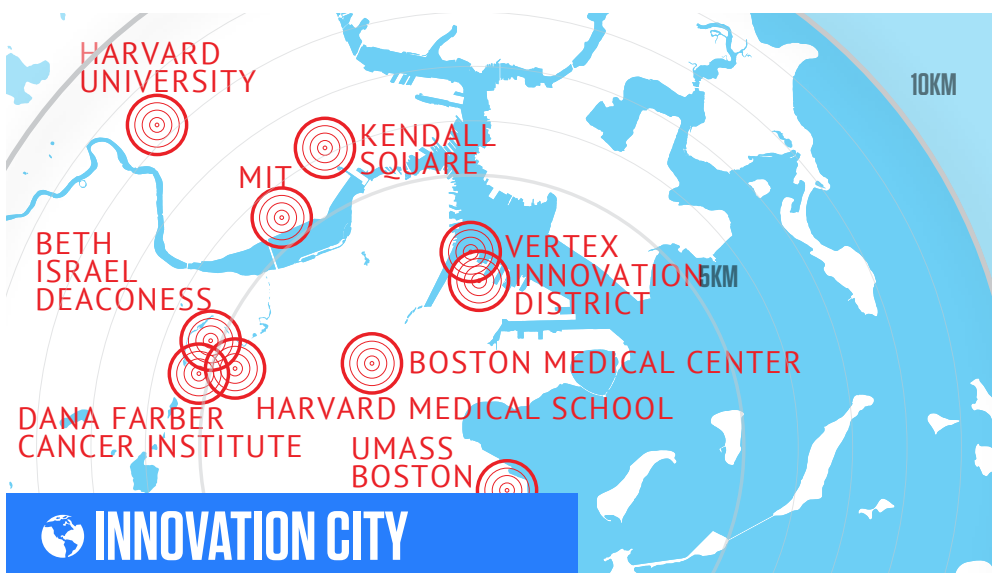 HARVARD
UNIVERSITY
10KM
KENDALL
SQUARE
MIT
BETH
ISRAEL
DEACONESS
VERTEX
INNOVATION
DISTRICT
5KM
BOSTON MEDICAL CENTER
HARVARD MEDICAL SCHOOL
DANA FARBER
CANCER INSTITUTE
UMASS
BOSTON
INNOVATION CITY